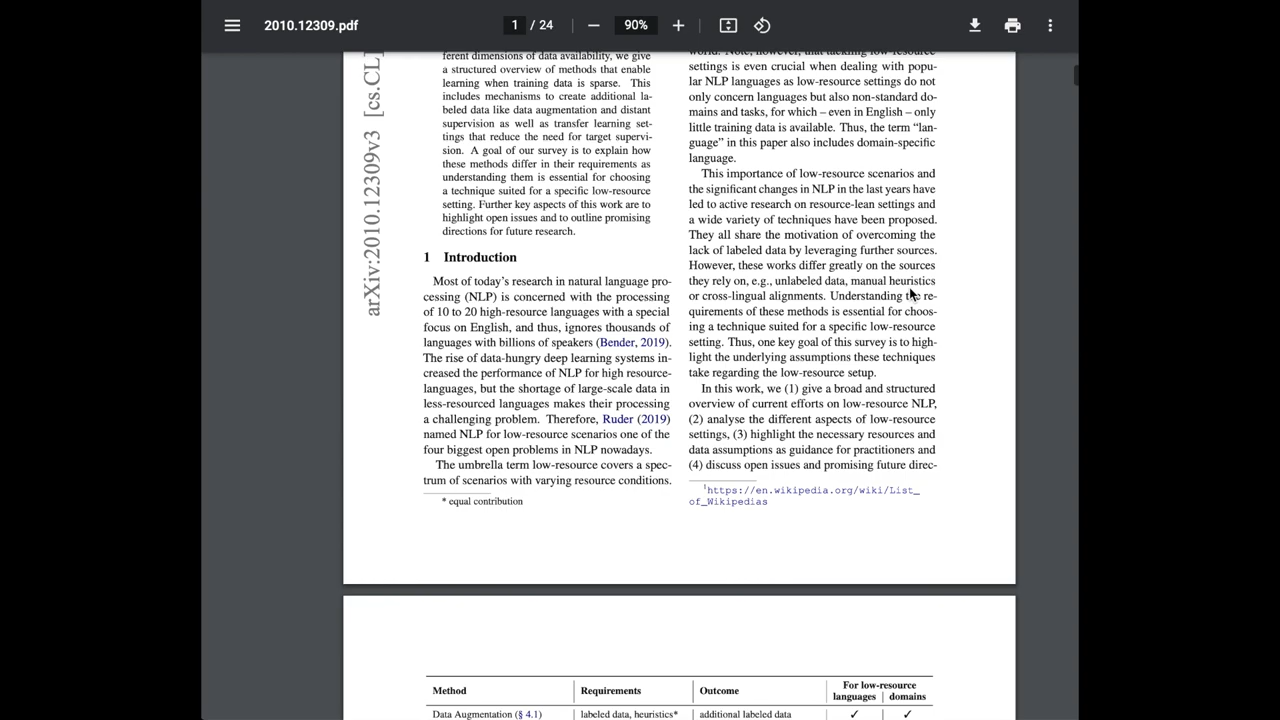 2010.12309.pdf
1 / 24
90%
arXiv:2010.12309v3 [cs.CL]
ferent dimensions of data availability, we give
a structured overview of methods that enable
learning when training data is sparse. This
includes mechanisms to create additional la-
beled data like data augmentation and distant
supervision as well as transfer learning set-
tings that reduce the need for target supervi-
sion. A goal of our survey is to explain how
these methods differ in their requirements as
understanding them is essential for choosing
a technique suited for a specific low-resource
setting. Further key aspects of this work are to
highlight open issues and to outline promising
directions for future research.
1 Introduction
Most of today's research in natural language pro-
cessing (NLP) is concerned with the processing
of 10 to 20 high-resource languages with a special
focus on English, and thus, ignores thousands of
languages with billions of speakers (Bender, 2019).
The rise of data-hungry deep learning systems in-
creased the performance of NLP for high resource-
languages, but the shortage of large-scale data in
less-resourced languages makes their processing
a challenging problem. Therefore, Ruder (2019)
named NLP for low-resource scenarios one of the
four biggest open problems in NLP nowadays.
The umbrella term low-resource covers a spec-
trum of scenarios with varying resource conditions.
* equal contribution
world. Note, however, that tackling low-resource
settings is even crucial when dealing with popu-
lar NLP languages as low-resource settings do not
only concern languages but also non-standard do-
mains and tasks, for which – even in English – only
little training data is available. Thus, the term “lan-
guage” in this paper also includes domain-specific
language.
This importance of low-resource scenarios and
the significant changes in NLP in the last years have
led to active research on resource-lean settings and
a wide variety of techniques have been proposed.
They all share the motivation of overcoming the
lack of labeled data by leveraging further sources.
However, these works differ greatly on the sources
they rely on, e.g., unlabeled data, manual heuristics
or cross-lingual alignments. Understanding the re-
quirements of these methods is essential for choos-
ing a technique suited for a specific low-resource
setting. Thus, one key goal of this survey is to high-
light the underlying assumptions these techniques
take regarding the low-resource setup.
In this work, we (1) give a broad and structured
overview of current efforts on low-resource NLP,
(2) analyse the different aspects of low-resource
settings, (3) highlight the necessary resources and
data assumptions as guidance for practitioners and
(4) discuss open issues and promising future direc-
1https://en.wikipedia.org/wiki/List_
of_Wikipedias
Method Requirements Outcome For low-resource
languages domains
Data Augmentation (§ 4.1) labeled data, heuristics* additional labeled data ✓ ✓